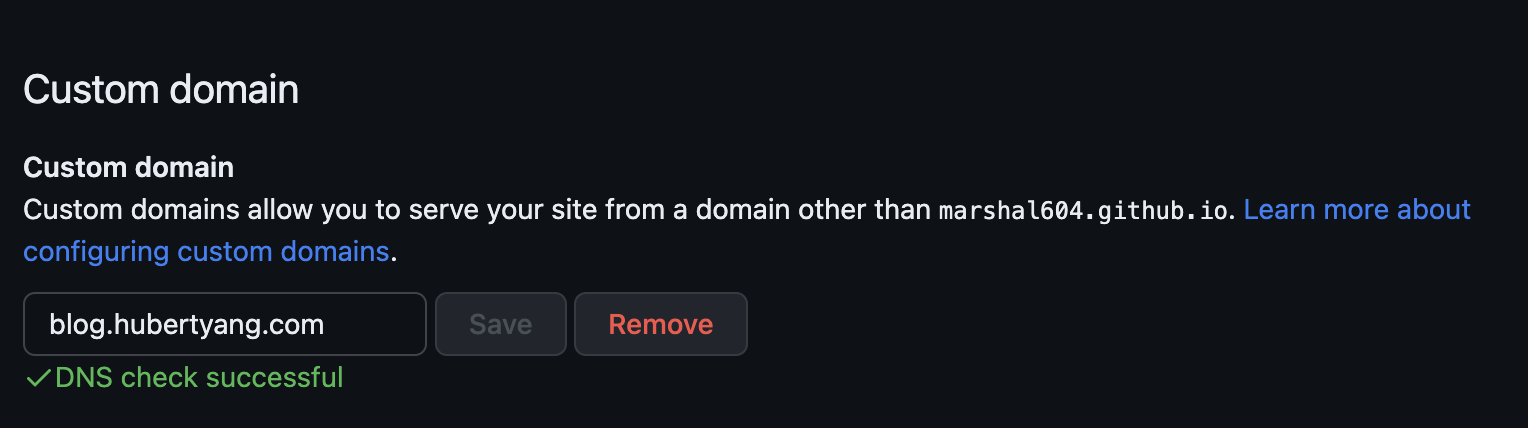 Custom domain
Custom domain
Custom domains allow you to serve your site from a domain other than marshal604.github.io. Learn more about
configuring custom domains.
blog.hubertyang.com Save Remove
✓DNS check successful